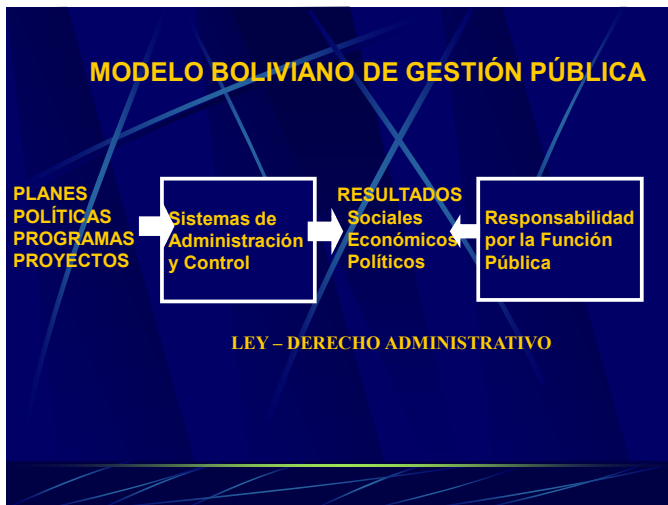 MODELO BOLIVIANO DE GESTIÓN PÚBLICA
PLANES
POLÍTICAS
PROGRAMAS
PROYECTOS
Sistemas de
Administración
y Control
RESULTADOS
Sociales
Económicos
Políticos
Responsabilidad
por la Función
Pública
LEY – DERECHO ADMINISTRATIVO